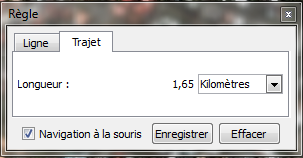 Règle
Ligne Trajet
Longueur : 1,65 Kilomètres
Navigation à la souris Enregistrer Effacer